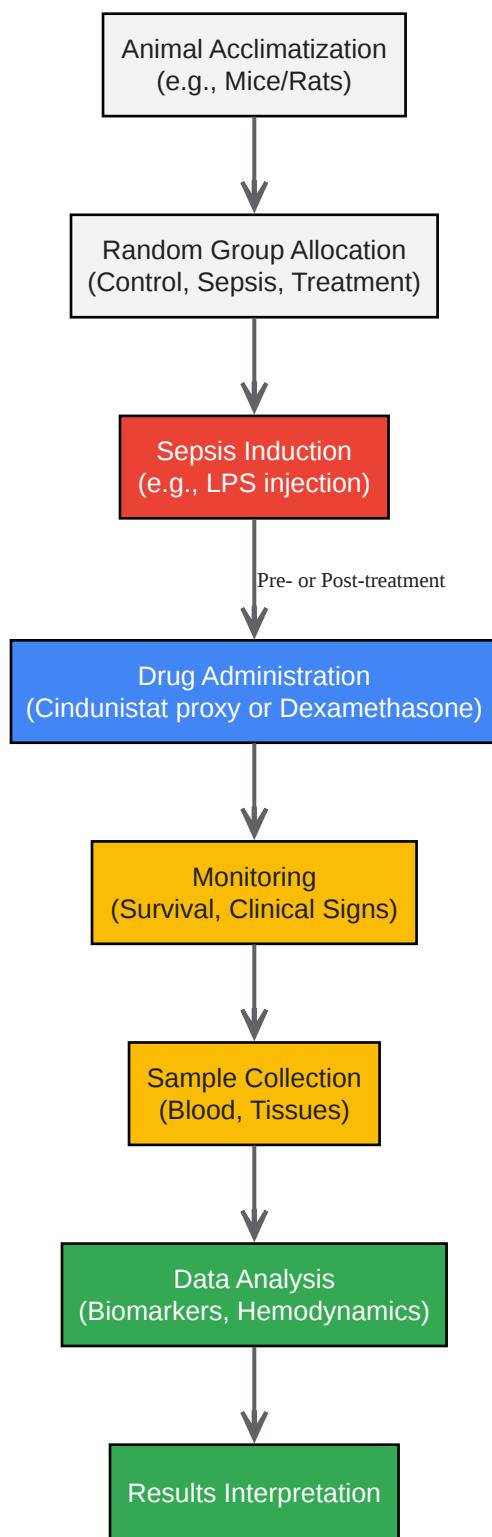 Animal Acclimatization
(e.g., Mice/Rats)
Random Group Allocation
(Control, Sepsis, Treatment)
Sepsis Induction
(e.g., LPS injection)
Pre- or Post-treatment
Drug Administration
(Cindunistat proxy or Dexamethasone)
Monitoring
(Survival, Clinical Signs)
Sample Collection
(Blood, Tissues)
Data Analysis
(Biomarkers, Hemodynamics)
Results Interpretation